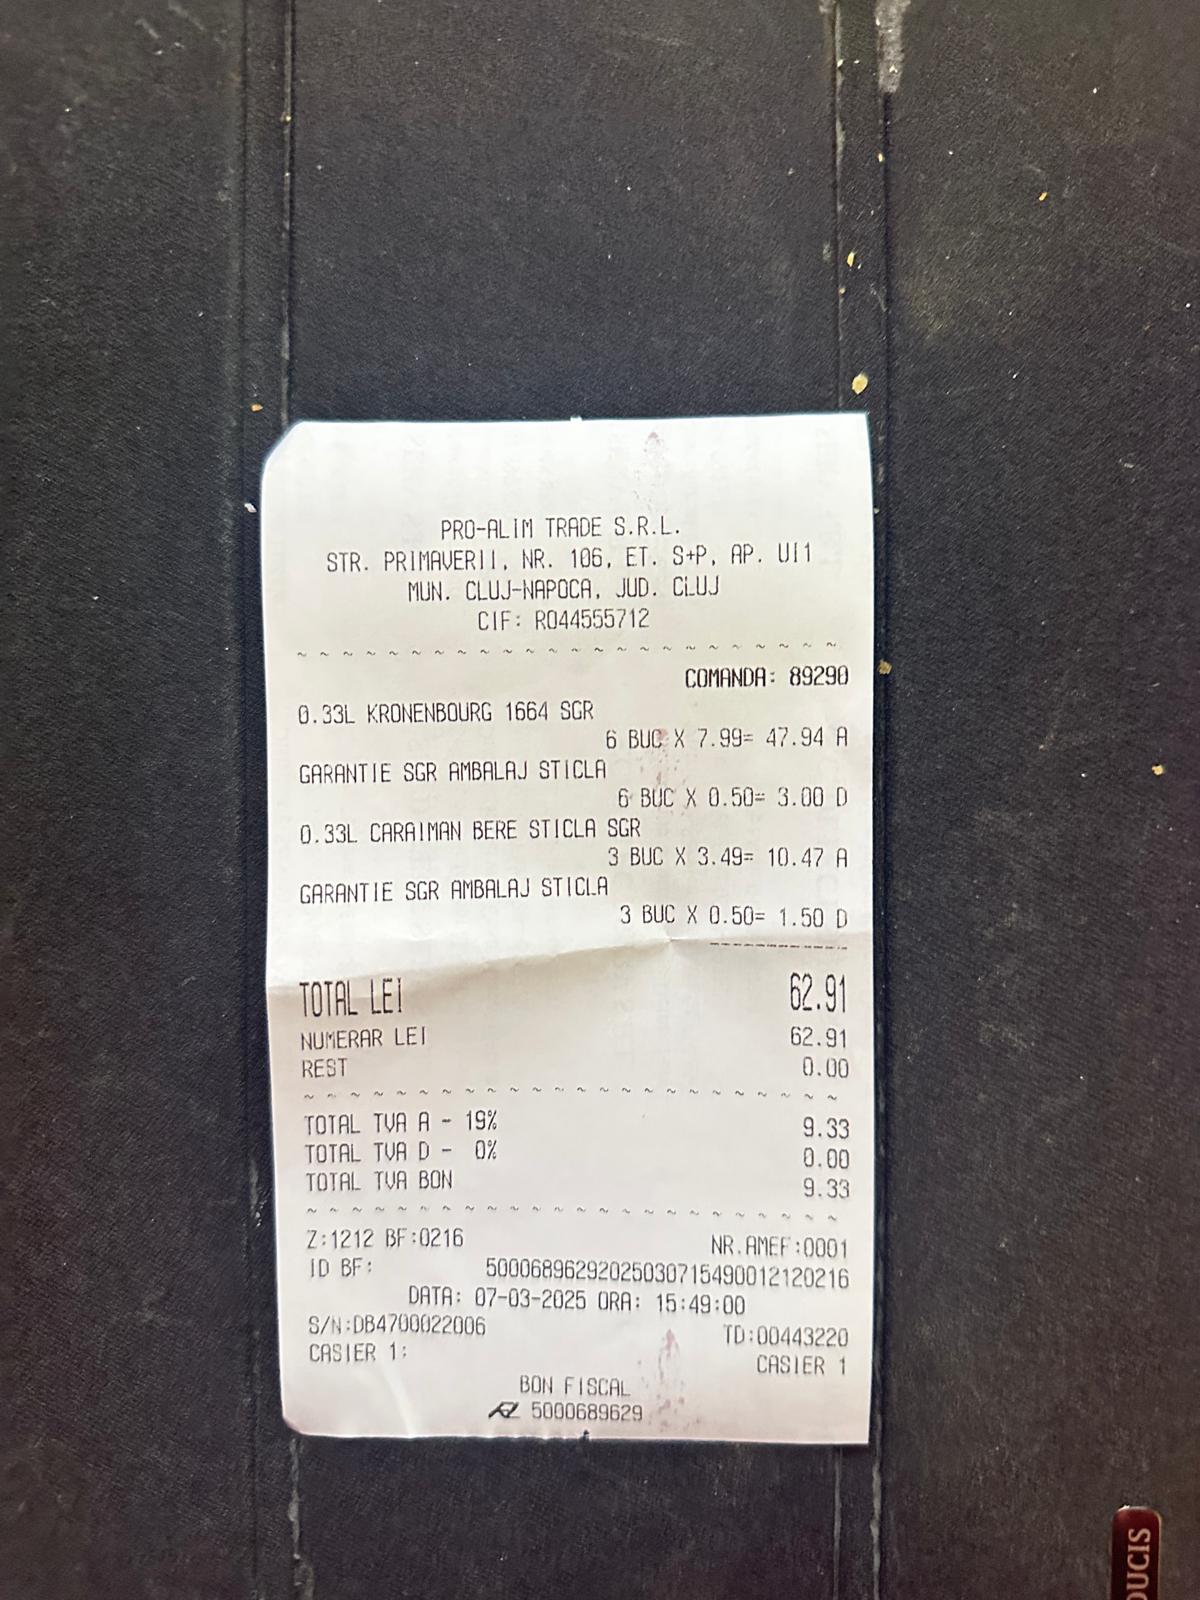 PRO-ALIM TRADE S.R.L.
STR. PRIMAVERII, NR. 106, ET. S+P, AP. UI1
MUN. CLUJ-NAPOCA, JUD. CLUJ
CIF: RO44555712
COMANDA: 89290
0.33L KRONENBOURG 1664 SGR
6 BUC X 7.99= 47.94 A
GARANTIE SGR AMBALAJ STICLA
6 BUC X 0.50= 3.00 D
0.33L CARAIMAN BERE STICLA SGR
3 BUC X 3.49= 10.47 A
GARANTIE SGR AMBALAJ STICLA
3 BUC X 0.50= 1.50 D
TOTAL LEI 62.91
NUMERAR LEI 62.91
REST 0.00
TOTAL TVA A - 19% 9.33
TOTAL TVA D - 0% 0.00
TOTAL TVA BON 9.33
Z:1212 BF:0216 NR.AMEF:0001
ID BF: 50006896292025030715490012120216
DATA: 07-03-2025 ORA: 15:49:00
S/N:DB4700022006 TD:00443220
CASIER 1: CASIER 1
BON FISCAL
5000689629
DUCIS